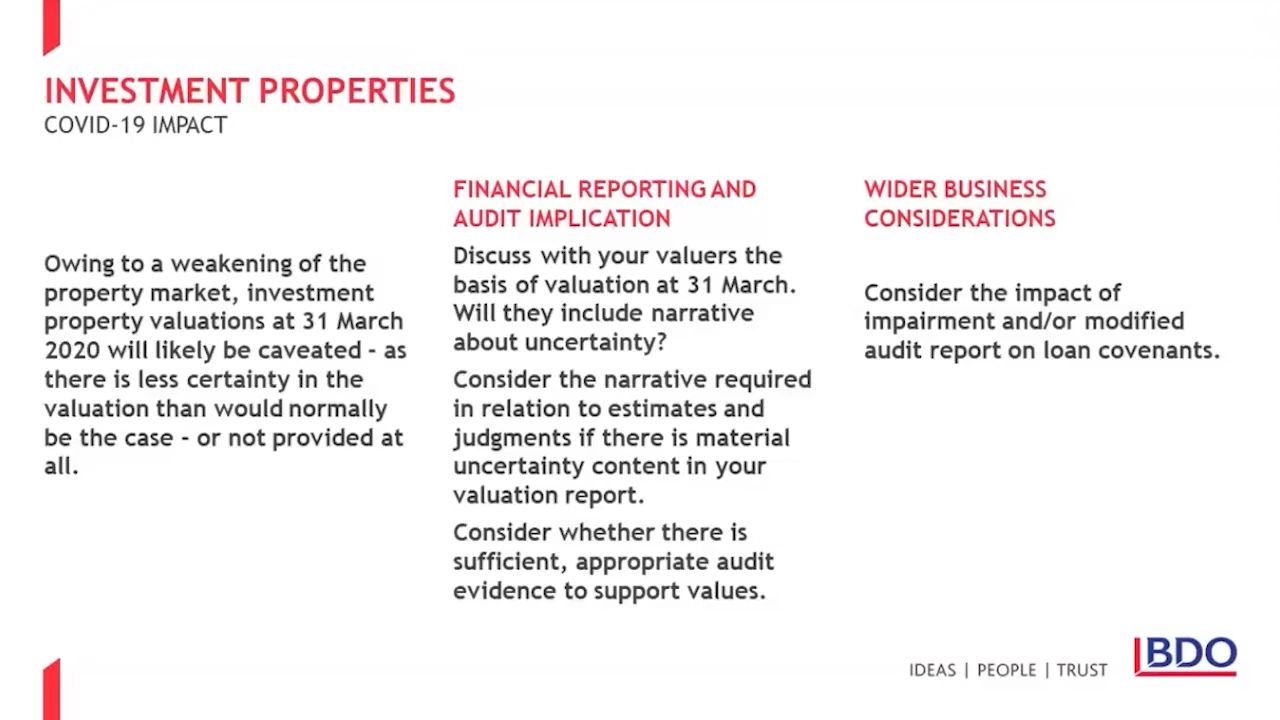 INVESTMENT PROPERTIES
COVID-19 IMPACT
Owing to a weakening of the
property market, investment
property valuations at 31 March
2020 will likely be caveated - as
there is less certainty in the
valuation than would normally
be the case - or not provided at
all.
FINANCIAL REPORTING AND
AUDIT IMPLICATION
Discuss with your valuers the
basis of valuation at 31 March.
Will they include narrative
about uncertainty?
Consider the narrative required
in relation to estimates and
judgments if there is material
uncertainty content in your
valuation report.
Consider whether there is
sufficient, appropriate audit
evidence to support values.
WIDER BUSINESS
CONSIDERATIONS
Consider the impact of
impairment and/or modified
audit report on loan covenants.
IDEAS | PEOPLE | TRUST
BDO